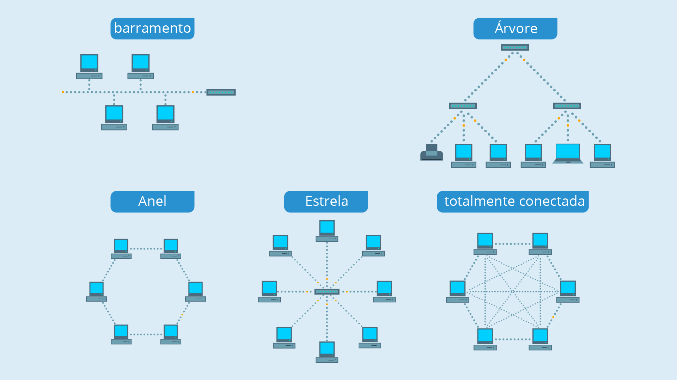 barramento
Árvore
Anel
Estrela
totalmente conectada